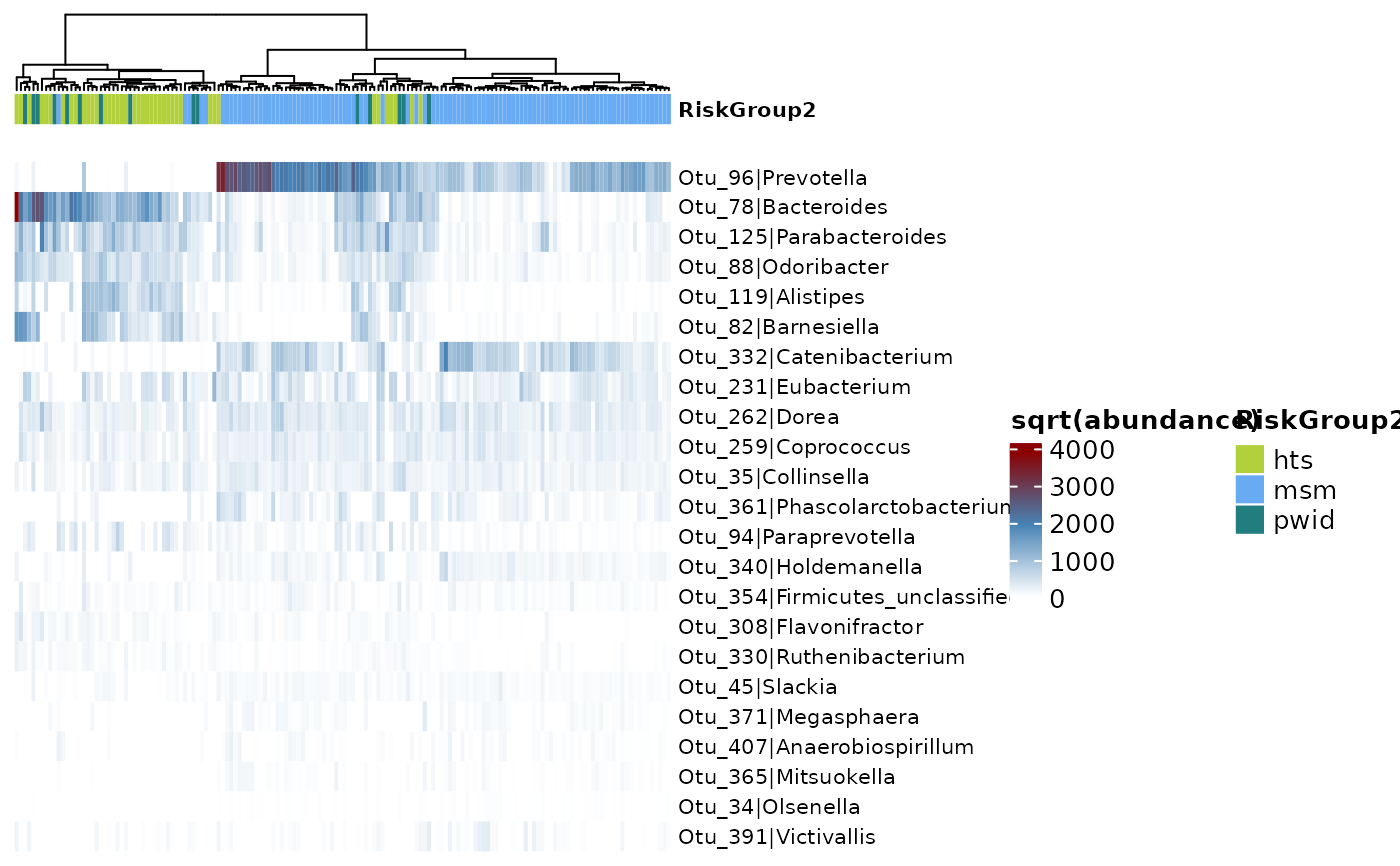 RiskGroup2
Otu_96|Prevotella
Otu_78|Bacteroides
Otu_125|Parabacteroides
Otu_88|Odoribacter
Otu_119|Alistipes
Otu_82|Barnesiella
Otu_332|Catenibacterium
Otu_231|Eubacterium
Otu_262|Dorea
Otu_259|Coprococcus
Otu_35|Collinsella
Otu_361|Phascolarctobacterium
Otu_94|Paraprevotella
Otu_340|Holdemanella
Otu_354|Firmicutes_unclassifie
Otu_308|Flavonifractor
Otu_330|Ruthenibacterium
Otu_45|Slackia
Otu_371|Megasphaera
Otu_407|Anaerobiospirillum
Otu_365|Mitsuokella
Otu_34|Olsenella
Otu_391|Victivallis
sqrt(abundance)
4000
3000
2000
1000
0
RiskGroup2
hts
msm
pwid